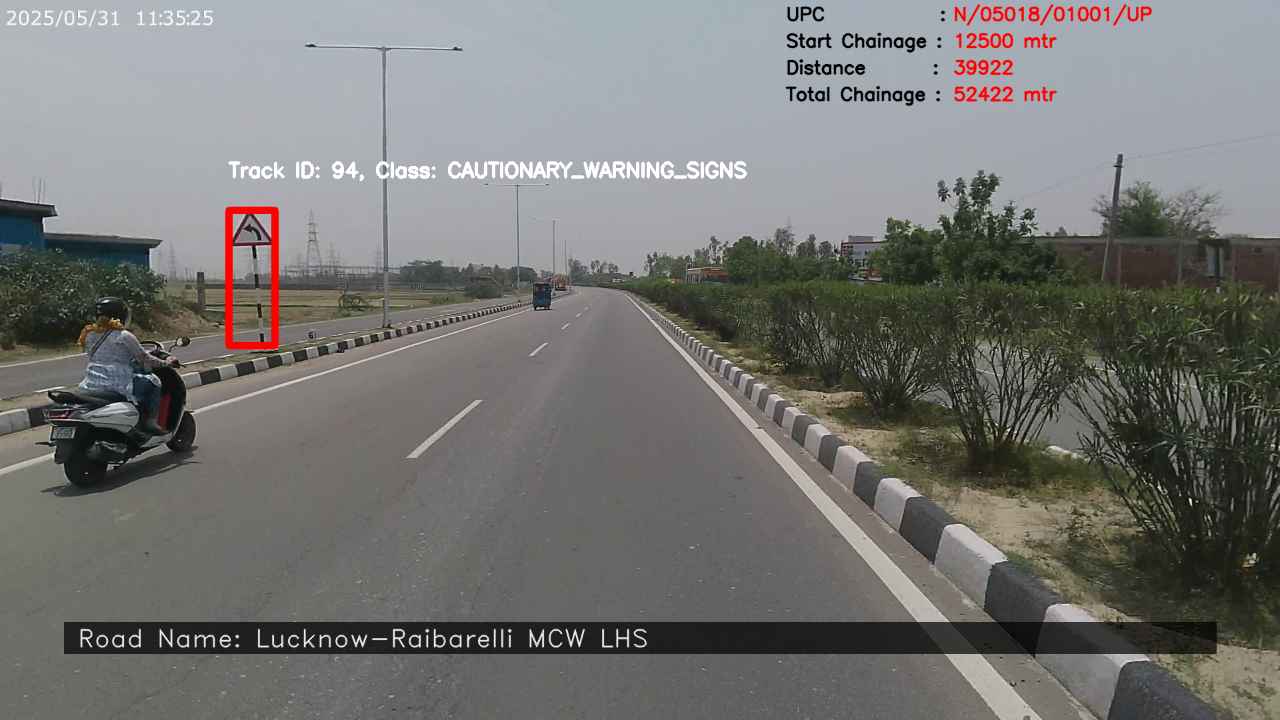 2025/05/31 11:35:25
UPC : N/05018/01001/UP
Start Chainage : 12500 mtr
Distance : 39922
Total Chainage : 52422 mtr
Track ID: 94, Class: CAUTIONARY_WARNING_SIGNS
Road Name: Lucknow-Raibarelli MCW LHS